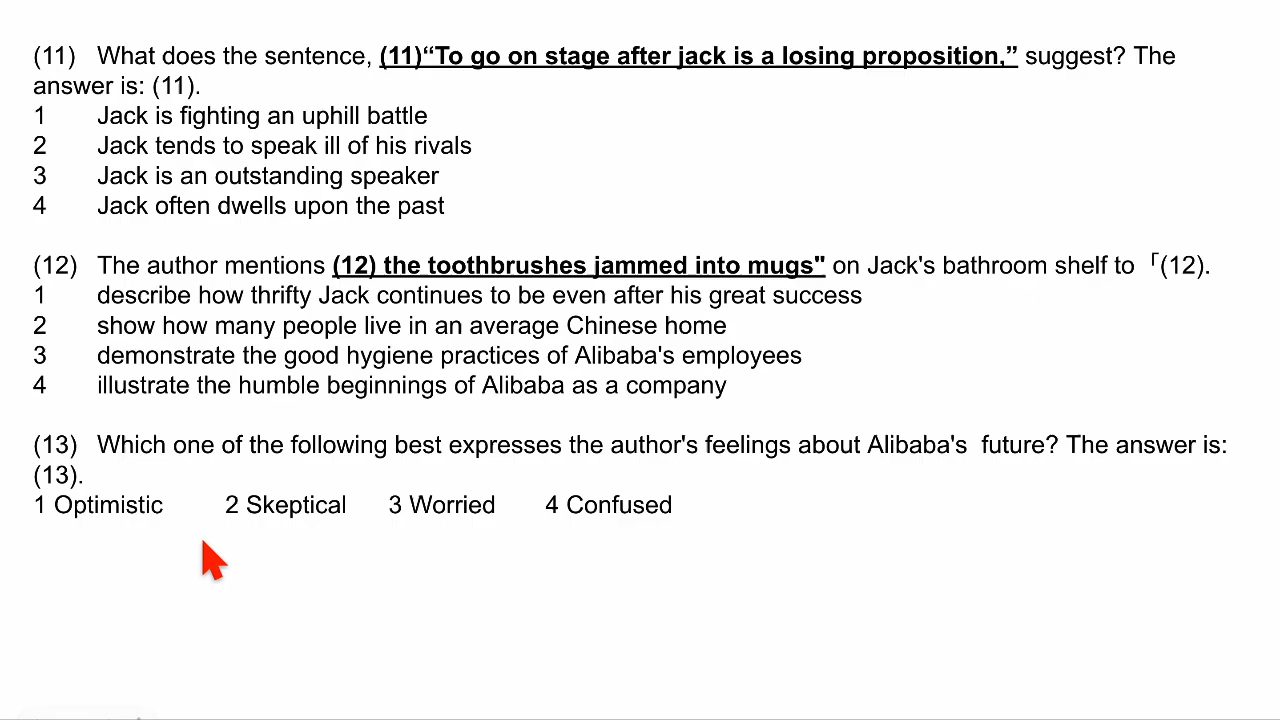 (11) What does the sentence, (11)“To go on stage after jack is a losing proposition,” suggest? The
answer is: (11).
1 Jack is fighting an uphill battle
2 Jack tends to speak ill of his rivals
3 Jack is an outstanding speaker
4 Jack often dwells upon the past
(12) The author mentions (12) the toothbrushes jammed into mugs" on Jack's bathroom shelf to「(12).
1 describe how thrifty Jack continues to be even after his great success
2 show how many people live in an average Chinese home
3 demonstrate the good hygiene practices of Alibaba's employees
4 illustrate the humble beginnings of Alibaba as a company
(13) Which one of the following best expresses the author's feelings about Alibaba's future? The answer is:
(13).
1 Optimistic 2 Skeptical 3 Worried 4 Confused